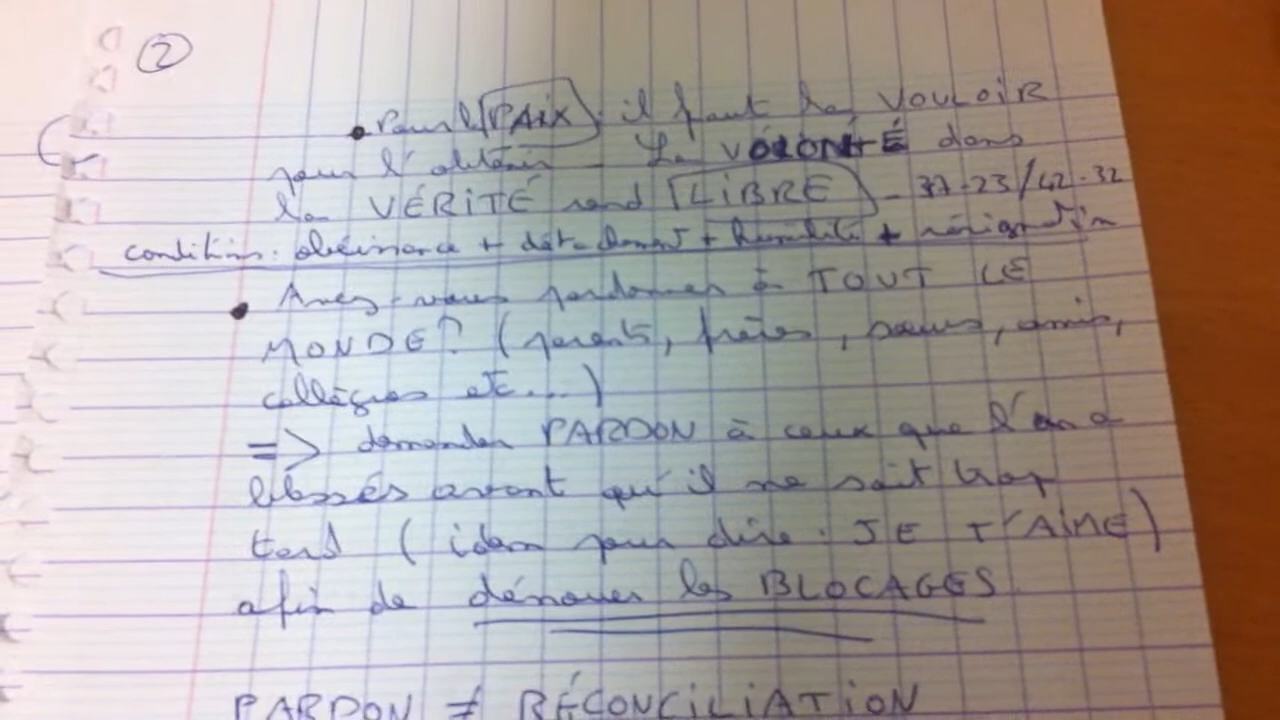 ②
• Pour l PAIX, il faut la VOULOIR
pour l'obtenir - La VOLONTÉ dans
la VÉRITÉ rend LIBRE - 37-23/42-32
condition : obéissance + détachement + humilité + résignation
• Avez-vous pardonner à TOUT LE
MONDE ? (parents, frères, sœurs, amis,
collègues etc...)
=> demander PARDON à ceux que l'on a
blessés avant qu'il ne soit trop
tard (idem pour dire : JE T'AIME)
afin de dénouer les BLOCAGES
PARDON ≠ RÉCONCILIATION